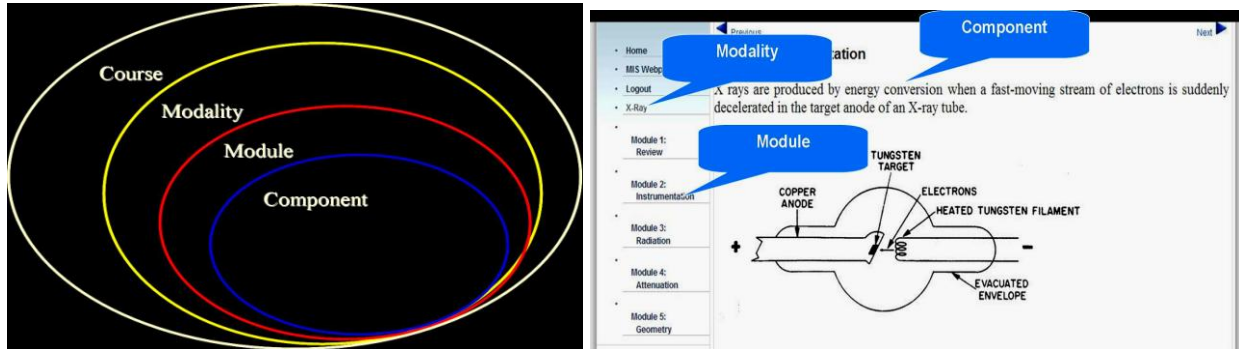 Course
Modality
Module
Component
Previous
Next
Component
Modality
Module
Home
MIS
Logout
X-Ray
Module 1:
Review
Module 2:
Instrumentation
Module 3:
Radiation
Module 4:
Attenuation
Module 5:
Geometry
X rays are produced by energy conversion when a fast-moving stream of electrons is suddenly
decelerated in the target anode of an X-ray tube.
TUNGSTEN
TARGET
COPPER
ANODE
ELECTRONS
HEATED TUNGSTEN FILAMENT
+
−
EVACUATED
ENVELOPE